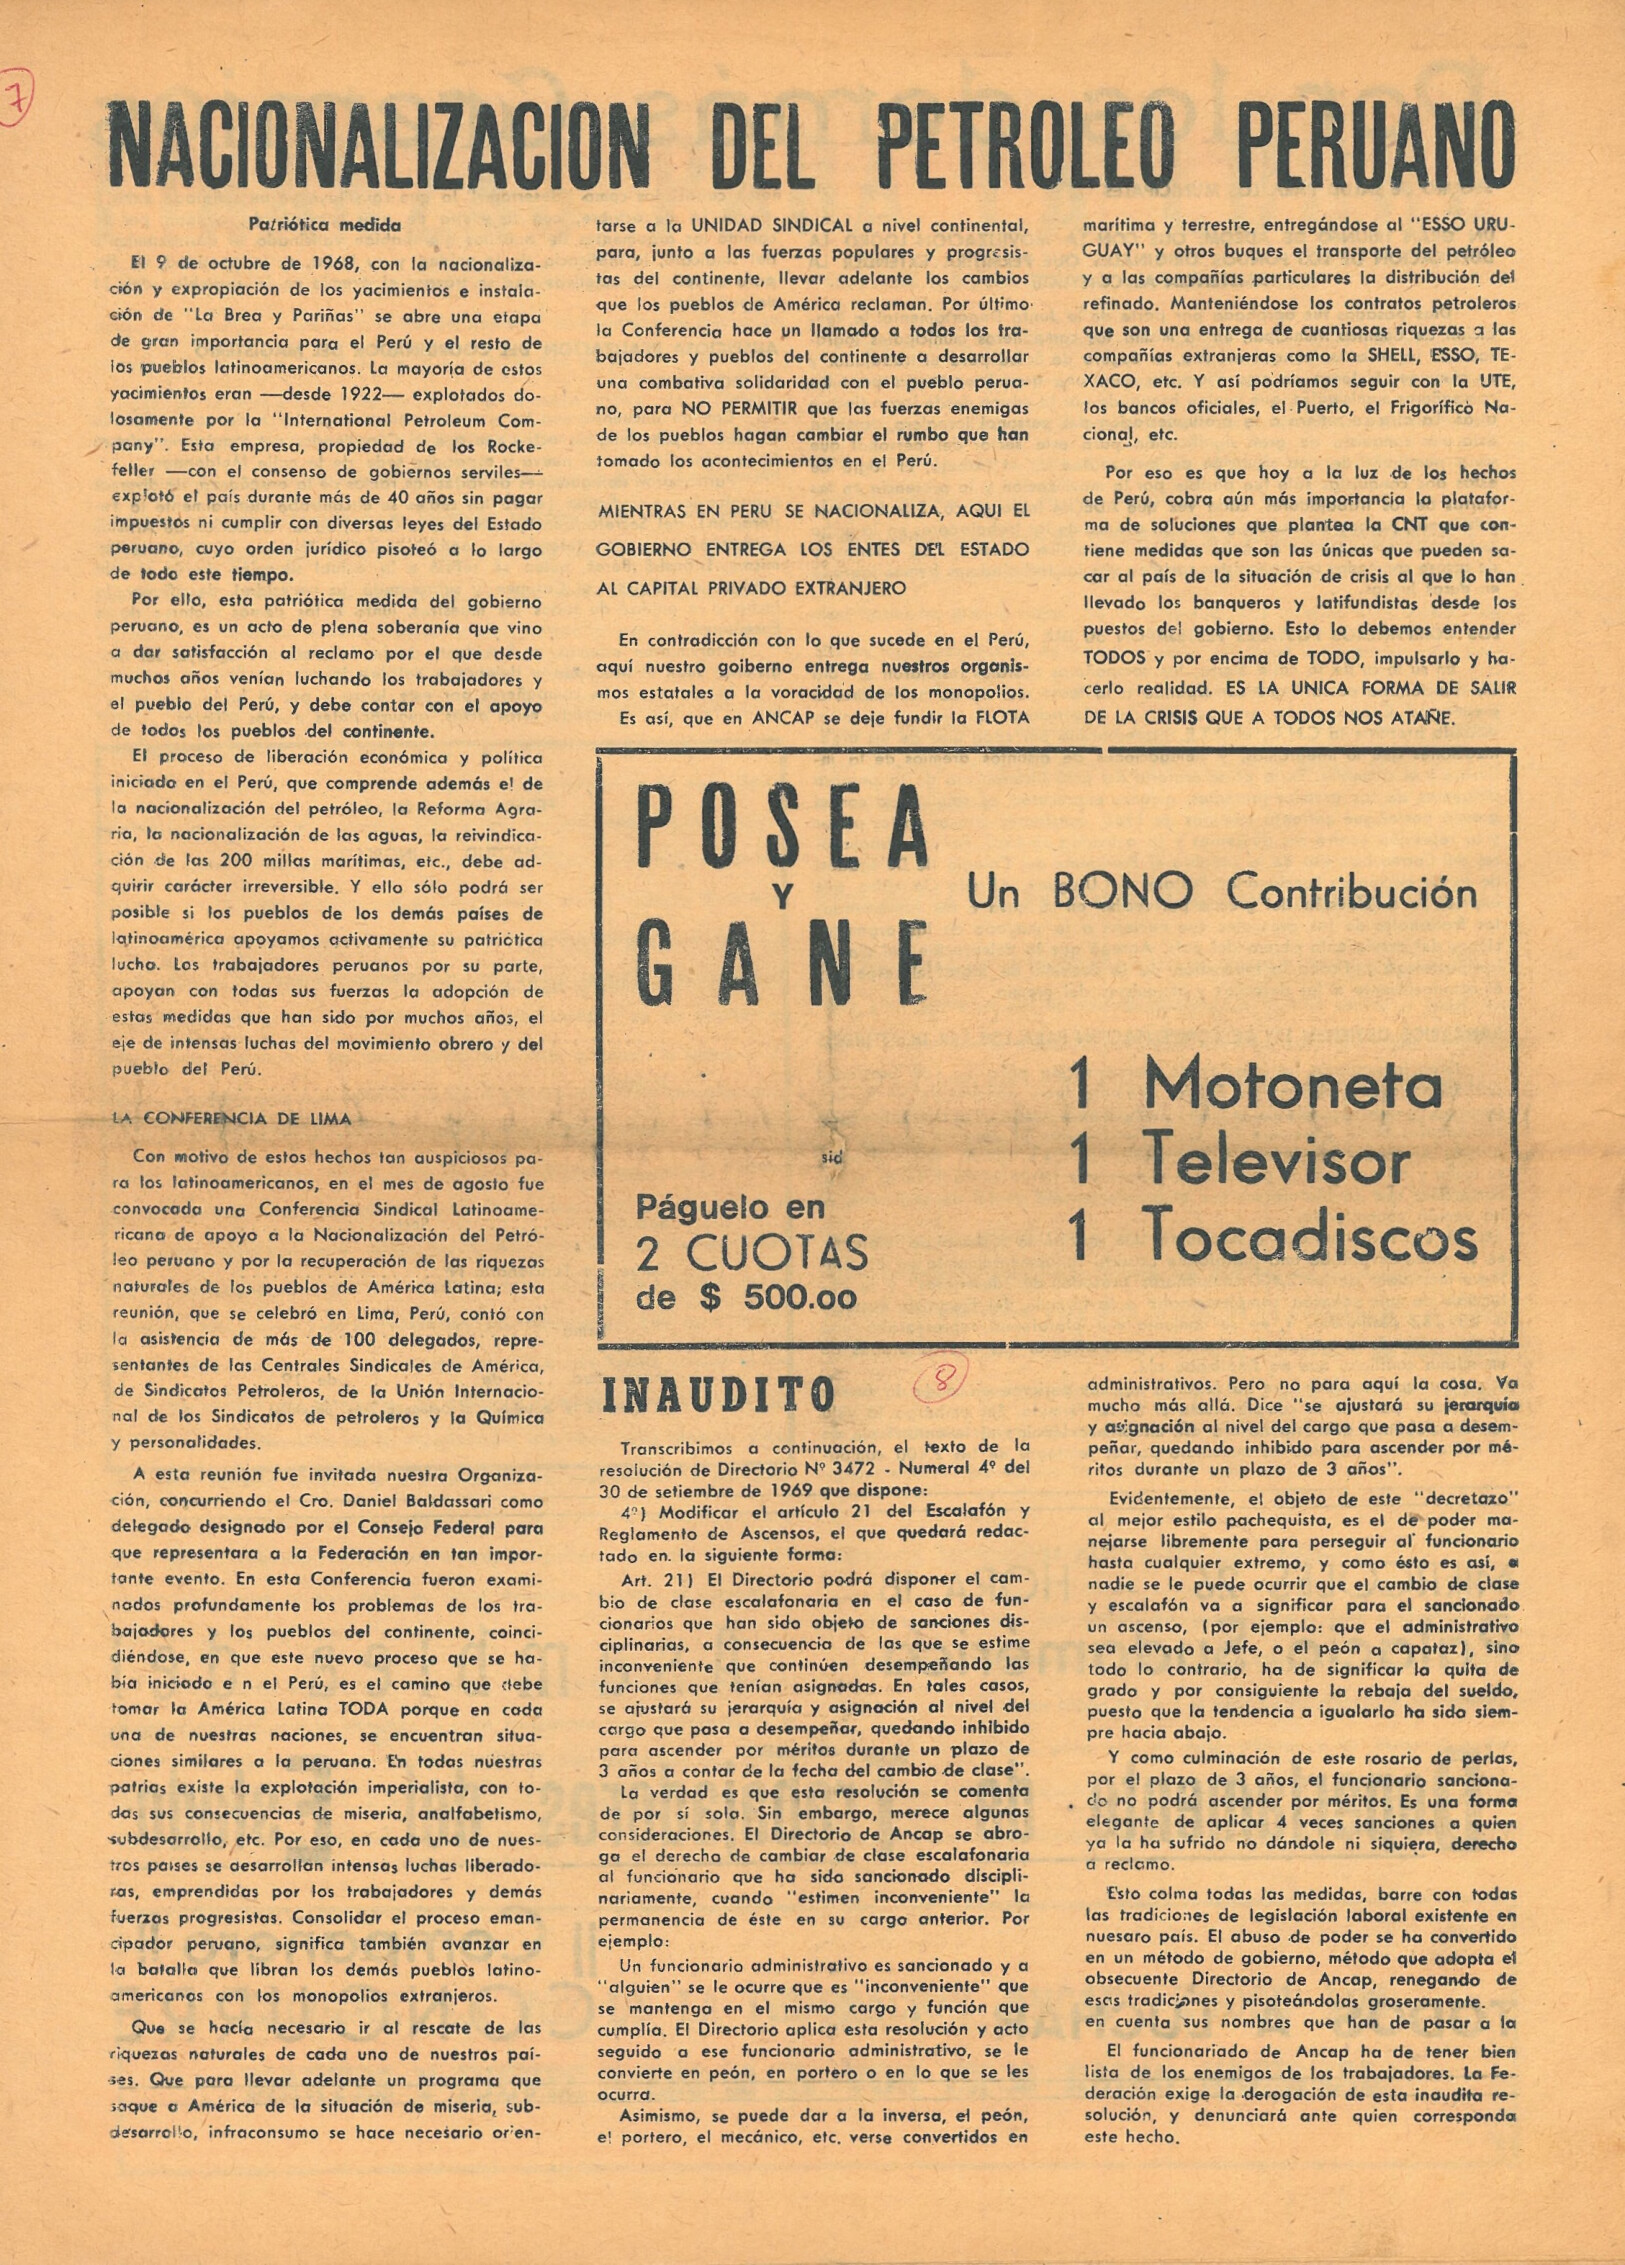 7
NACIONALIZACION DEL PETROLEO PERUANO
Patriótica medida
El 9 de octubre de 1968, con la nacionaliza-
ción y expropiación de los yacimientos e instala-
ción de "La Brea y Pariñas" se abre una etapa
de gran importancia para el Perú y el resto de
los pueblos latinoamericanos. La mayoría de estos
yacimientos eran —desde 1922— explotados do-
losamente por la "International Petroleum Com-
pany". Esta empresa, propiedad de los Rocke-
feller —con el consenso de gobiernos serviles—
explotó el país durante más de 40 años sin pagar
impuestos ni cumplir con diversas leyes del Estado
peruano, cuyo orden jurídico pisoteó a lo largo
de todo este tiempo.
Por ello, esta patriótica medida del gobierno
peruano, es un acto de plena soberanía que vino
a dar satisfacción al reclamo por el que desde
muchos años venían luchando los trabajadores y
el pueblo del Perú, y debe contar con el apoyo
de todos los pueblos del continente.
El proceso de liberación económica y política
iniciado en el Perú, que comprende además el de
la nacionalización del petróleo, la Reforma Agra-
ria, la nacionalización de las aguas, la reivindica-
ción de las 200 millas marítimas, etc., debe ad-
quirir carácter irreversible. Y ello sólo podrá ser
posible si los pueblos de los demás países de
latinoamérica apoyamos activamente su patriótica
lucha. Los trabajadores peruanos por su parte,
apoyan con todas sus fuerzas la adopción de
estas medidas que han sido por muchos años, el
eje de intensas luchas del movimiento obrero y del
pueblo del Perú.
LA CONFERENCIA DE LIMA
Con motivo de estos hechos tan auspiciosos pa-
ra los latinoamericanos, en el mes de agosto fue
convocada una Conferencia Sindical Latinoame-
ricana de apoyo a la Nacionalización del Petró-
leo peruano y por la recuperación de las riquezas
naturales de los pueblos de América Latina; esta
reunión, que se celebró en Lima, Perú, contó con
la asistencia de más de 100 delegados, repre-
sentantes de las Centrales Sindicales de América,
de Sindicatos Petroleros, de la Unión Internacio-
nal de los Sindicatos de petroleros y la Química
y personalidades.
A esta reunión fue invitada nuestra Organiza-
ción, concurriendo el Cro. Daniel Baldassari como
delegado designado por el Consejo Federal para
que representara a la Federación en tan impor-
tante evento. En esta Conferencia fueron exami-
nados profundamente los problemas de los tra-
bajadores y los pueblos del continente, coinci-
diéndose, en que este nuevo proceso que se ha-
bía iniciado e n el Perú, es el camino que debe
tomar la América Latina TODA porque en cada
una de nuestras naciones, se encuentran situa-
ciones similares a la peruana. En todas nuestras
patrias existe la explotación imperialista, con to-
das sus consecuencias de miseria, analfabetismo,
subdesarrollo, etc. Por eso, en cada uno de nues-
tros países se desarrollan intensas luchas liberado-
ras, emprendidas por los trabajadores y demás
fuerzas progresistas. Consolidar el proceso eman-
cipador peruano, significa también avanzar en
la batalla que libran los demás pueblos latino-
americanos con los monopolios extranjeros.
Que se hacía necesario ir al rescate de las
riquezas naturales de cada uno de nuestros paí-
ses. Que para llevar adelante un programa que
saque a América de la situación de miseria, sub-
desarrollo, infraconsumo se hace necesario orien-
tarse a la UNIDAD SINDICAL a nivel continental,
para, junto a las fuerzas populares y progresis-
tas del continente, llevar adelante los cambios
que los pueblos de América reclaman. Por último
la Conferencia hace un llamado a todos los tra-
bajadores y pueblos del continente a desarrollar
una combativa solidaridad con el pueblo perua-
no, para NO PERMITIR que las fuerzas enemigas
de los pueblos hagan cambiar el rumbo que han
tomado los acontecimientos en el Perú.
MIENTRAS EN PERU SE NACIONALIZA, AQUI EL
GOBIERNO ENTREGA LOS ENTES DEL ESTADO
AL CAPITAL PRIVADO EXTRANJERO
En contradicción con lo que sucede en el Perú,
aquí nuestro goiberno entrega nuestros organis-
mos estatales a la voracidad de los monopolios.
Es así, que en ANCAP se deje fundir la FLOTA
marítima y terrestre, entregándose al "ESSO URU-
GUAY" y otros buques el transporte del petróleo
y a las compañías particulares la distribución del
refinado. Manteniéndose los contratos petroleros
que son una entrega de cuantiosas riquezas a las
compañías extranjeras como la SHELL, ESSO, TE-
XACO, etc. Y así podríamos seguir con la UTE,
los bancos oficiales, el Puerto, el Frigorífico Na-
cional, etc.
Por eso es que hoy a la luz de los hechos
de Perú, cobra aún más importancia la platafor-
ma de soluciones que plantea la CNT que con-
tiene medidas que son las únicas que pueden sa-
car al país de la situación de crisis al que lo han
llevado los banqueros y latifundistas desde los
puestos del gobierno. Esto lo debemos entender
TODOS y por encima de TODO, impulsarlo y ha-
cerlo realidad. ES LA UNICA FORMA DE SALIR
DE LA CRISIS QUE A TODOS NOS ATAÑE.
POSEA
Y
GANE
Un BONO Contribución
1 Motoneta
1 Televisor
1 Tocadiscos
sid
Páguelo en
2 CUOTAS
de $ 500.oo
INAUDITO
8
Transcribimos a continuación, el texto de la
resolución de Directorio Nº 3472 - Numeral 4º del
30 de setiembre de 1969 que dispone:
4º) Modificar el artículo 21 del Escalafón y
Reglamento de Ascensos, el que quedará redac-
tado en. la siguiente forma:
Art. 21) El Directorio podrá disponer el cam-
bio de clase escalafonaria en el caso de fun-
cionarios que han sido objeto de sanciones dis-
ciplinarias, a consecuencia de las que se estime
inconveniente que continúen desempeñando las
funciones que tenían asignadas. En tales casos,
se ajustará su jerarquía y asignación al nivel del
cargo que pasa a desempeñar, quedando inhibido
para ascender por méritos durante un plazo de
3 años a contar de la fecha del cambio de clase".
La verdad es que esta resolución se comenta
de por sí sola. Sin embargo, merece algunas
consideraciones. El Directorio de Ancap se abro-
ga el derecho de cambiar de clase escalafonaria
al funcionario que ha sido sancionado discipli-
nariamente, cuando "estimen inconveniente" la
permanencia de éste en su cargo anterior. Por
ejemplo:
Un funcionario administrativo es sancionado y a
"alguien" se le ocurre que es "inconveniente" que
se mantenga en el mismo cargo y función que
cumplía. El Directorio aplica esta resolución y acto
seguido a ese funcionario administrativo, se le
convierte en peón, en portero o en lo que se les
ocurra.
Asimismo, se puede dar a la inversa, el peón,
el portero, el mecánico, etc. verse convertidos en
administrativos. Pero no para aquí la cosa. Va
mucho más allá. Dice "se ajustará su jerarquía
y asignación al nivel del cargo que pasa a desem-
peñar, quedando inhibido para ascender por mé-
ritos durante un plazo de 3 años".
Evidentemente, el objeto de este "decretazo"
al mejor estilo pachequista, es el de poder ma-
nejarse libremente para perseguir al funcionario
hasta cualquier extremo, y como ésto es así, a
nadie se le puede ocurrir que el cambio de clase
y escalafón va a significar para el sancionado
un ascenso, (por ejemplo: que el administrativo
sea elevado a Jefe, o el peón a capataz), sino
todo lo contrario, ha de significar la quita de
grado y por consiguiente la rebaja del sueldo,
puesto que la tendencia a igualarlo ha sido siem-
pre hacia abajo.
Y como culminación de este rosario de perlas,
por el plazo de 3 años, el funcionario sanciona-
do no podrá ascender por méritos. Es una forma
elegante de aplicar 4 veces sanciones a quien
ya la ha sufrido no dándole ni siquiera, derecho
a reclamo.
Esto colma todas las medidas, barre con todas
las tradiciones de legislación laboral existente en
nuesaro país. El abuso de poder se ha convertido
en un método de gobierno, método que adopta el
obsecuente Directorio de Ancap, renegando de
esas tradiciones y pisoteándolas groseramente.
en cuenta sus nombres que han de pasar a la
El funcionariado de Ancap ha de tener bien
lista de los enemigos de los trabajadores. La Fe-
deración exige la derogación de esta inaudita re-
solución, y denunciará ante quien corresponda
este hecho.